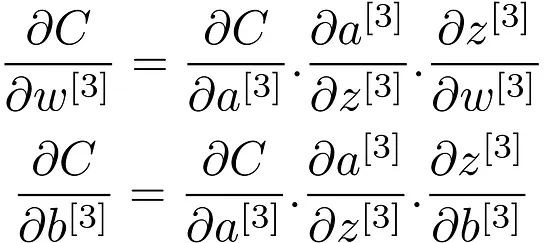 ∂C/∂w^[3] = ∂C/∂a^[3] . ∂a^[3]/∂z^[3] . ∂z^[3]/∂w^[3]
∂C/∂b^[3] = ∂C/∂a^[3] . ∂a^[3]/∂z^[3] . ∂z^[3]/∂b^[3]